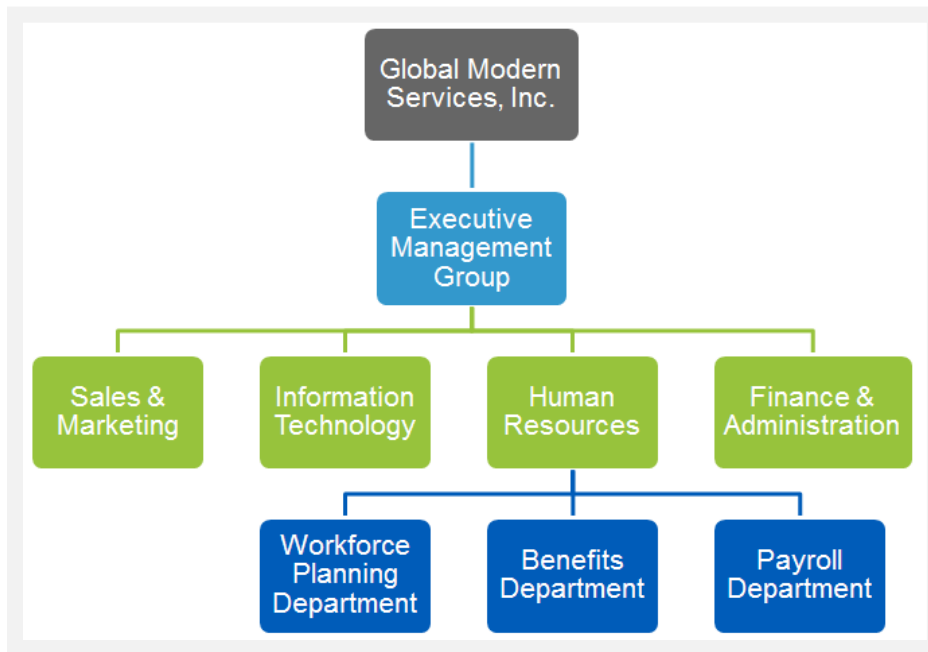 Global Modern
Services, Inc.
Executive
Management
Group
Sales &
Marketing
Information
Technology
Human
Resources
Finance &
Administration
Workforce
Planning
Department
Benefits
Department
Payroll
Department